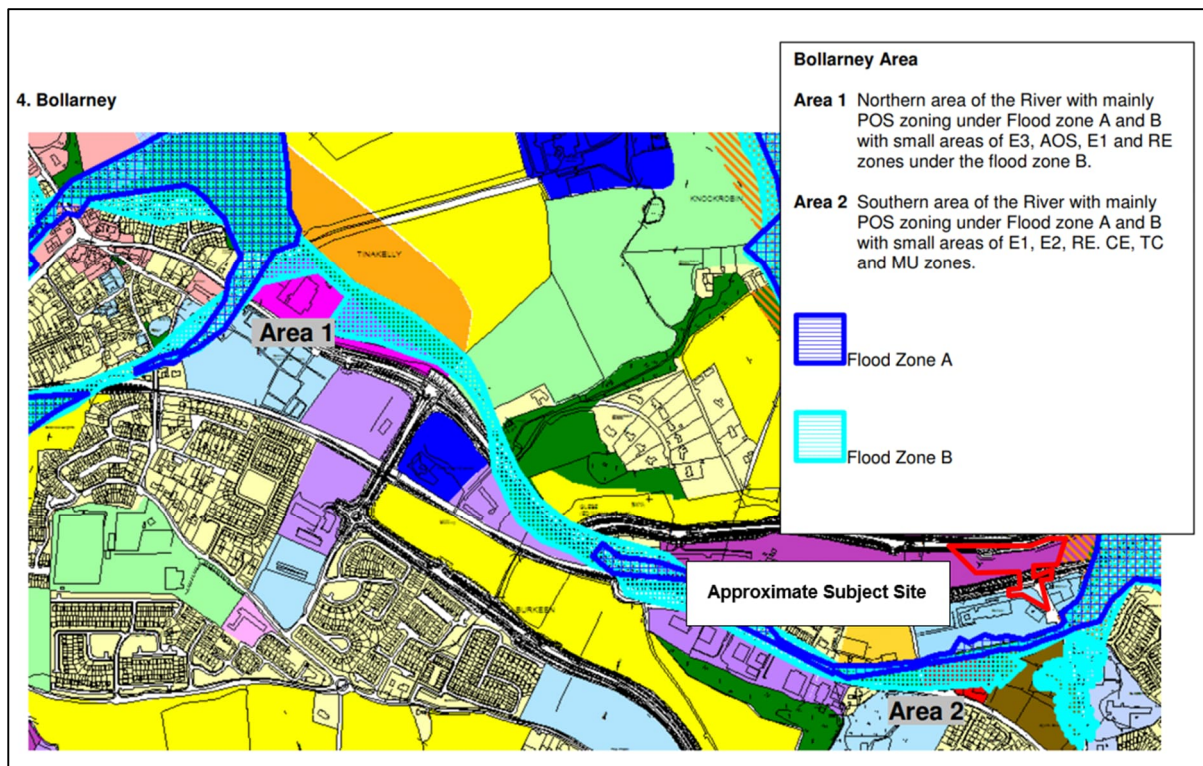 4. Bollarney
Bollarney Area
Area 1 Northern area of the River with mainly
POS zoning under Flood zone A and B
with small areas of E3, AOS, E1 and RE
zones under the flood zone B.
Area 2 Southern area of the River with mainly
POS zoning under Flood zone A and B
with small areas of E1, E2, RE. CE, TC
and MU zones.
Flood Zone A
Flood Zone B
KNOCKROBIN
TINAKELLY
Area 1
BURKEEN
Approximate Subject Site
Area 2